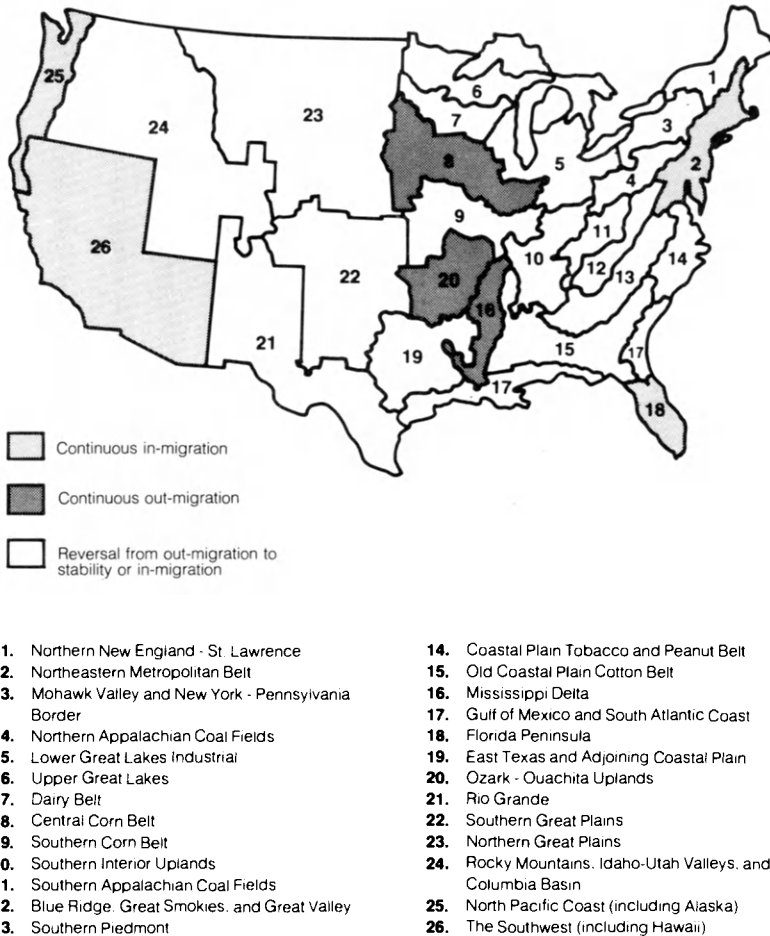 25
24
23
6
7
1
3
2
8
5
4
9
11
26
22
10
12
13
14
20
16
21
19
15
17
17
18
Continuous in-migration
Continuous out-migration
Reversal from out-migration to
stability or in-migration
1. Northern New England - St. Lawrence
2. Northeastern Metropolitan Belt
3. Mohawk Valley and New York - Pennsylvania
Border
4. Northern Appalachian Coal Fields
5. Lower Great Lakes Industrial
6. Upper Great Lakes
7. Dairy Belt
8. Central Corn Belt
9. Southern Corn Belt
0. Southern Interior Uplands
1. Southern Appalachian Coal Fields
2. Blue Ridge, Great Smokies, and Great Valley
3. Southern Piedmont
14. Coastal Plain Tobacco and Peanut Belt
15. Old Coastal Plain Cotton Belt
16. Mississippi Delta
17. Gulf of Mexico and South Atlantic Coast
18. Florida Peninsula
19. East Texas and Adjoining Coastal Plain
20. Ozark - Ouachita Uplands
21. Rio Grande
22. Southern Great Plains
23. Northern Great Plains
24. Rocky Mountains, Idaho-Utah Valleys, and
Columbia Basin
25. North Pacific Coast (including Alaska)
26. The Southwest (including Hawaii)